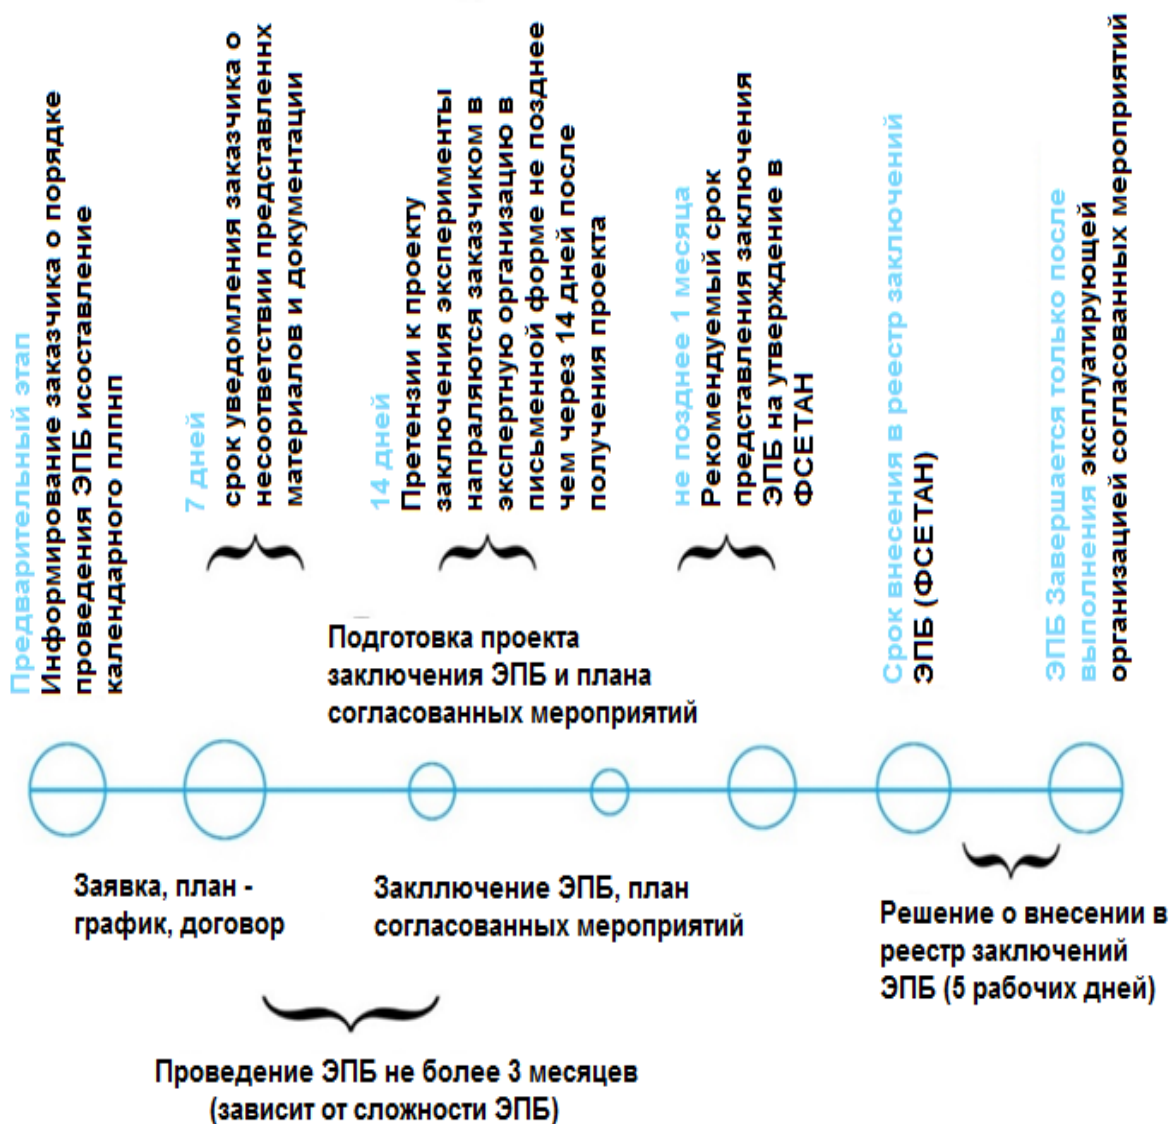 Предварительный этап
Информирование заказчика о порядке
проведения ЭПБ исоставление
календарного плпнп
7 дней
срок уведомления заказчика о
несоответствии представленнх
материалов и документации
14 дней
Претензии к проекту
заключения эксперименты
направляются заказчиком в
экспертную организацию в
письменной форме не позднее
чем через 14 дней после
получения проекта
не позднее 1 месяца
Рекомендуемый срок
представления заключения
ЭПБ на утверждение в
ФСЕТАН
Срок внесения в реестр заключений
ЭПБ (ФСЕТАН)
ЭПБ Завершается только после
выполнения эксплуатирующей
организацией согласованных мероприятий
Подготовка проекта
заключения ЭПБ и плана
согласованных мероприятий
Заявка, план -
график, договор
Закллючение ЭПБ, план
согласованных мероприятий
Решение о внесении в
реестр заключений
ЭПБ (5 рабочих дней)
Проведение ЭПБ не более 3 месяцев
(зависит от сложности ЭПБ)